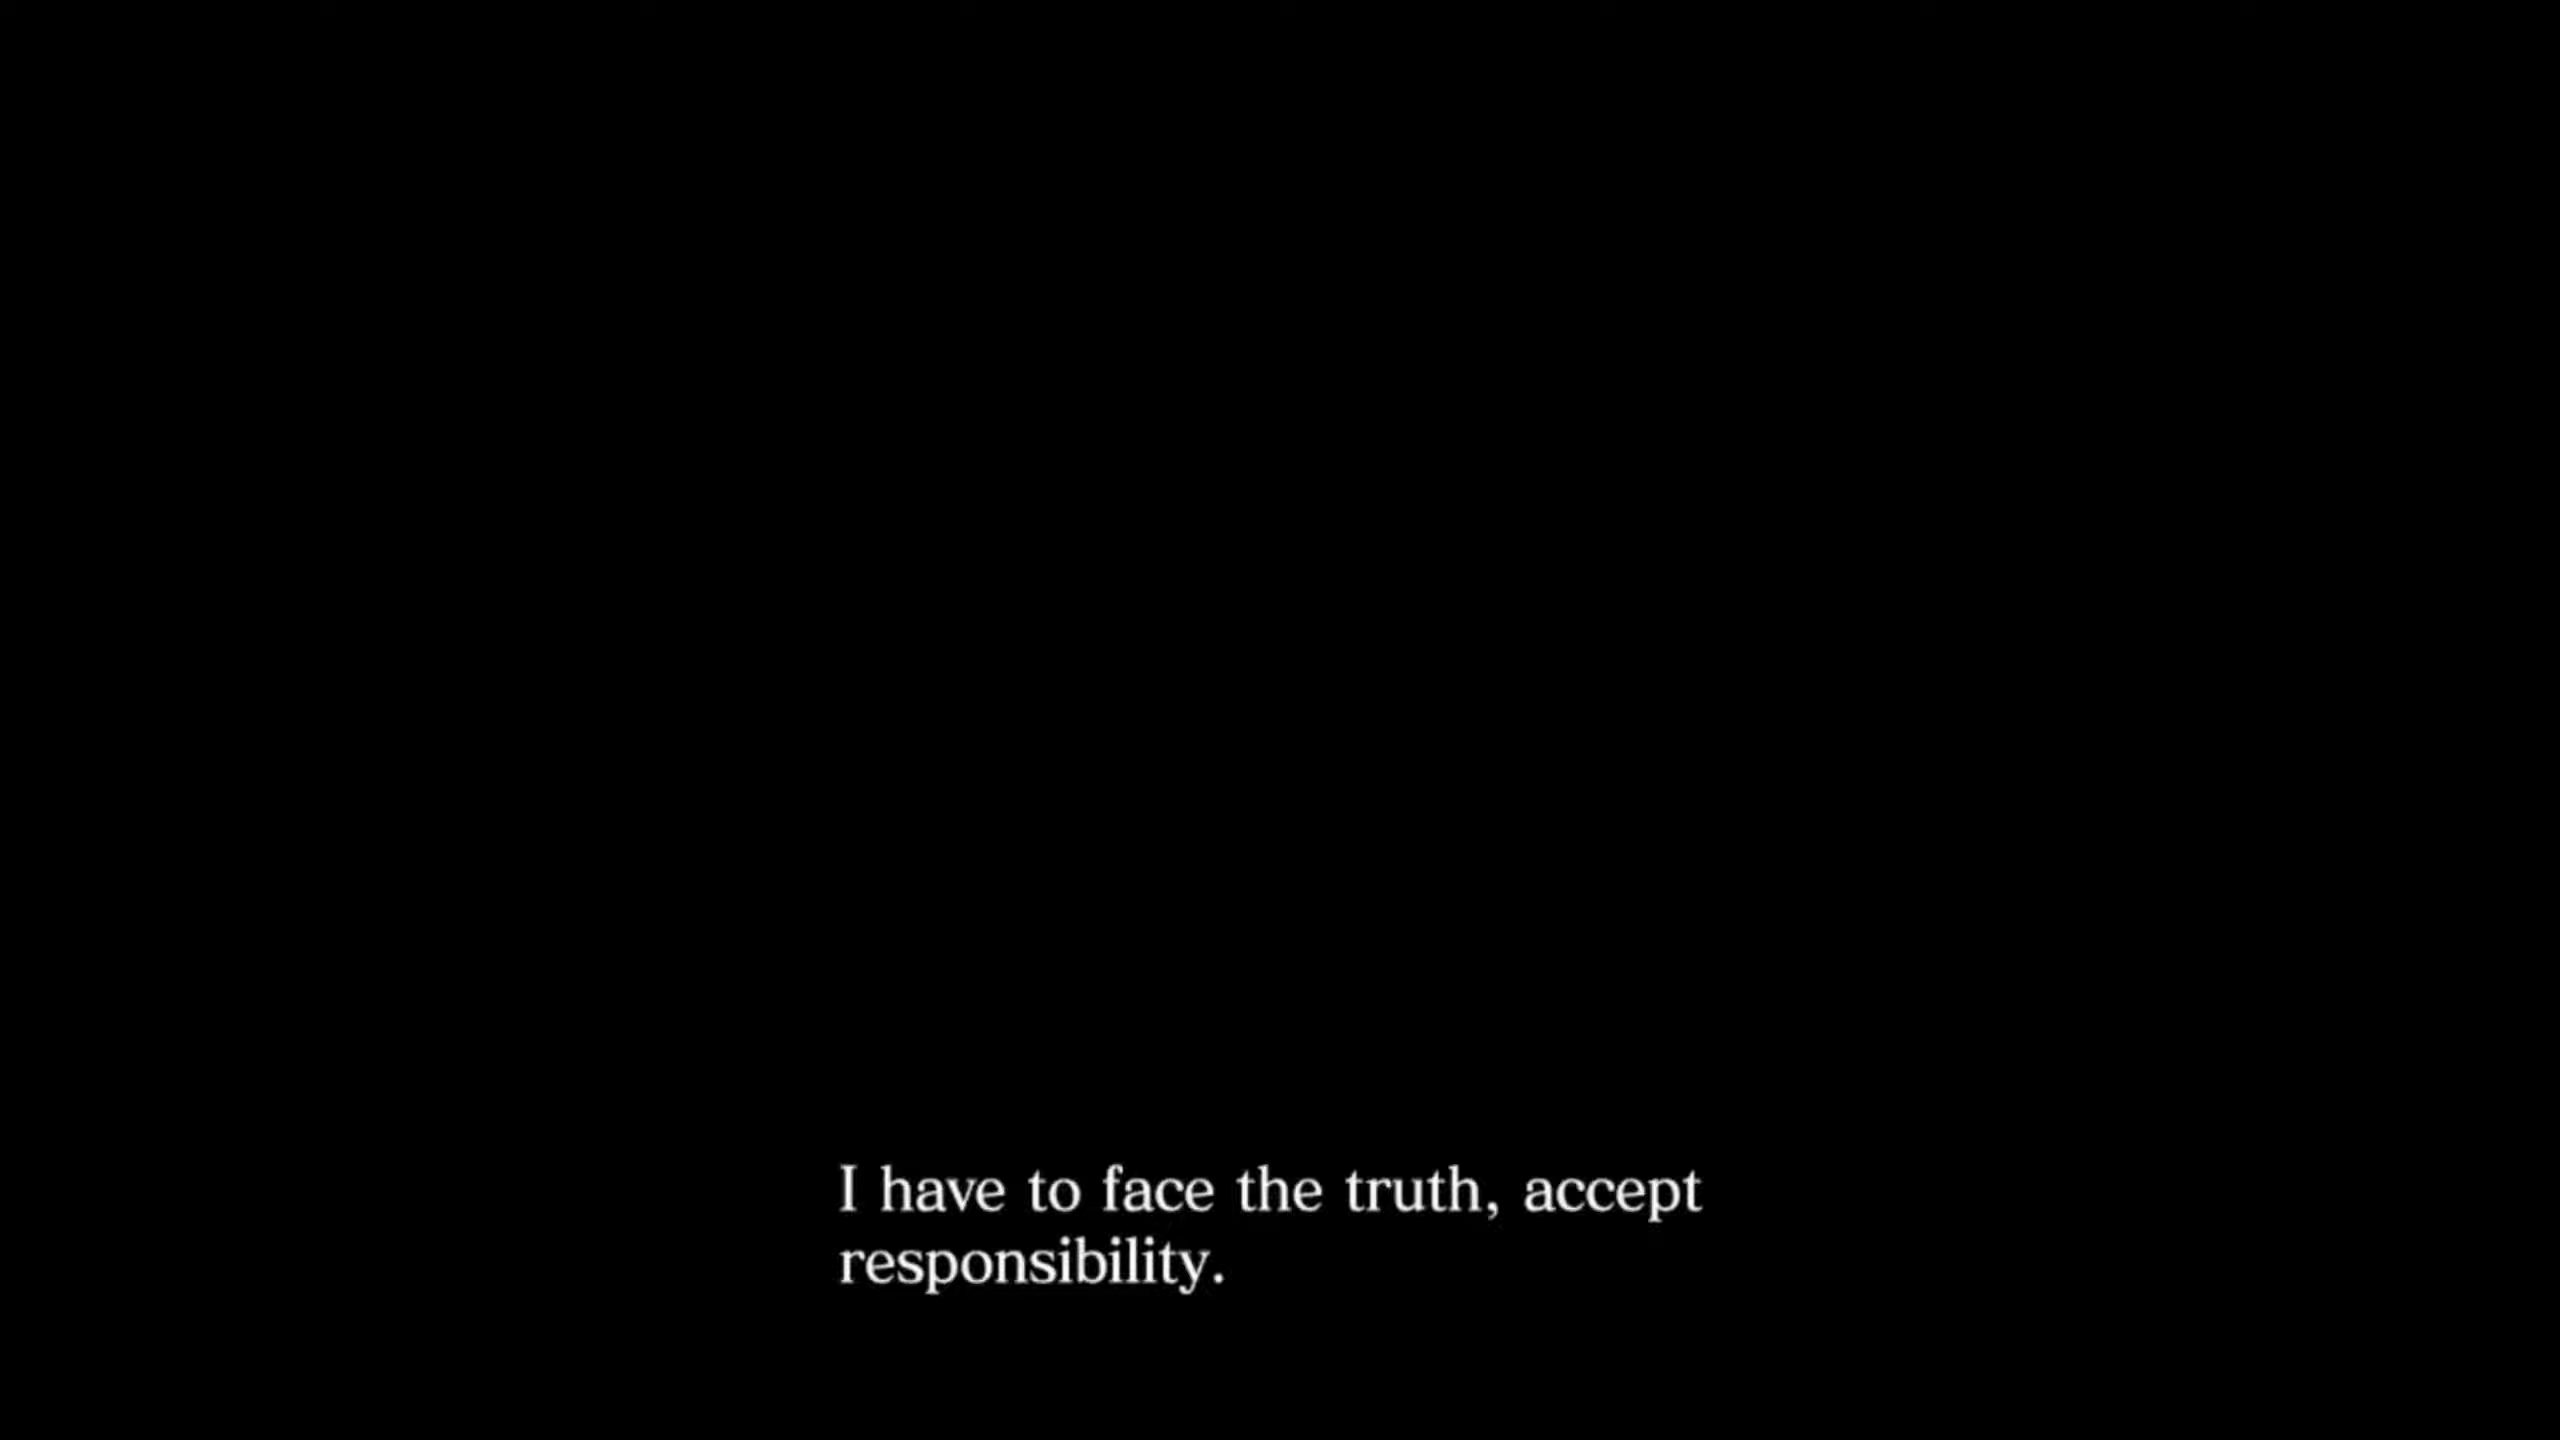 I have to face the truth, accept
responsibility.